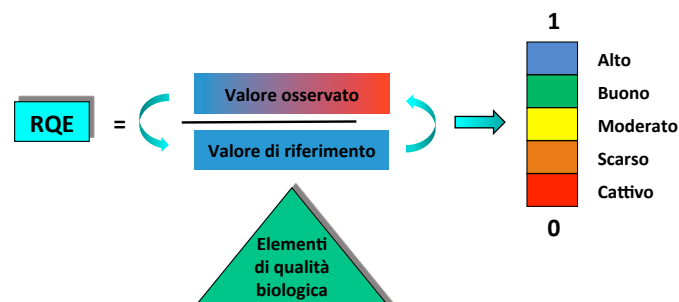 RQE
=
Valore osservato
Valore di riferimento
Elementi
di qualità
biologica
1
Alto
Buono
Moderato
Scarso
Cattivo
0